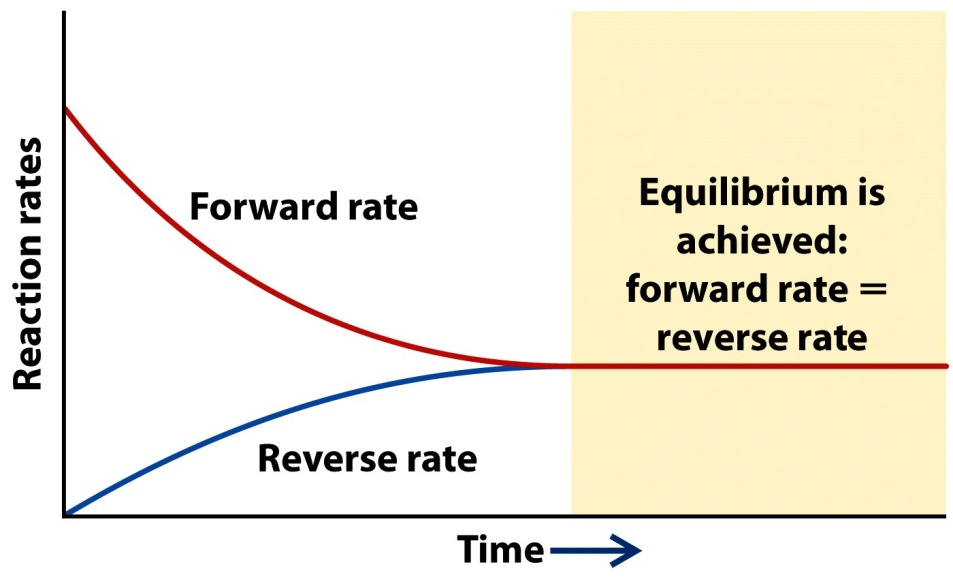 Reaction rates
Forward rate
Reverse rate
Equilibrium is
achieved:
forward rate =
reverse rate
Time